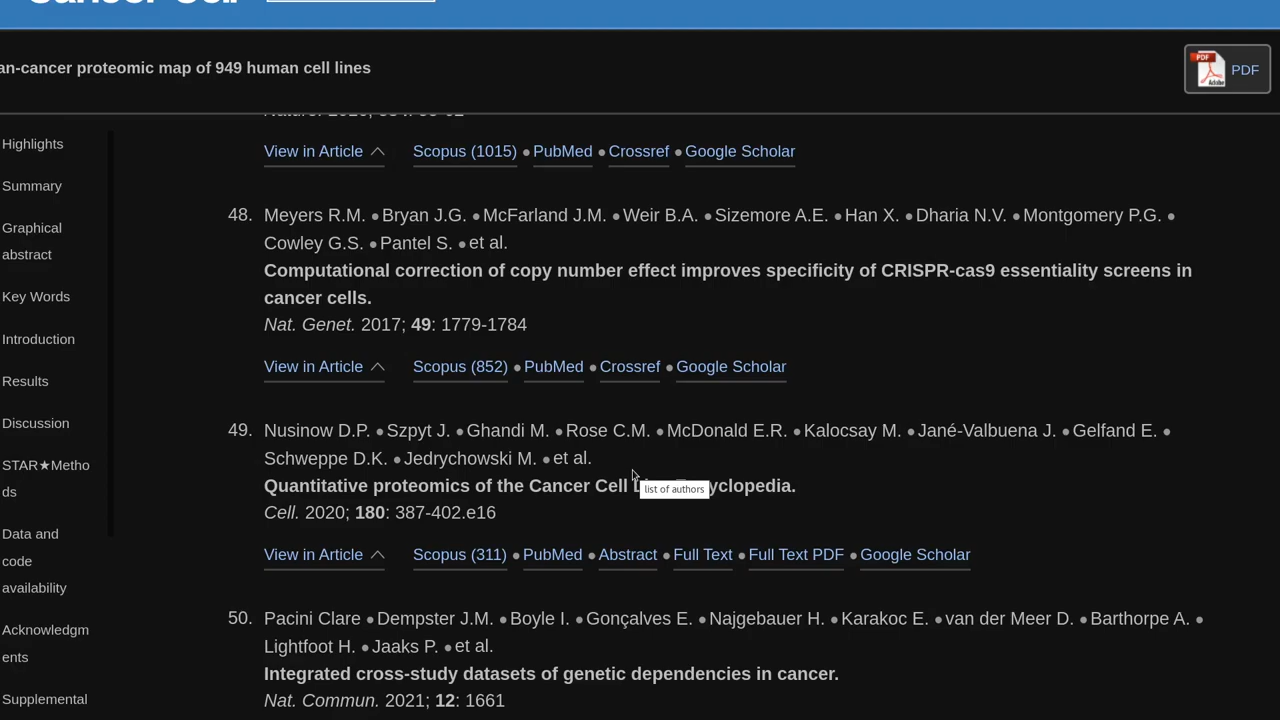 Cancer Cell
an-cancer proteomic map of 949 human cell lines
PDF
PDF
Adobe
Highlights
Summary
Graphical
abstract
Key Words
Introduction
Results
Discussion
STAR★Metho
ds
Data and
code
availability
Acknowledgm
ents
Supplemental
View in Article Scopus (1015) • PubMed • Crossref • Google Scholar
48. Meyers R.M. • Bryan J.G. • McFarland J.M. • Weir B.A. • Sizemore A.E. • Han X. • Dharia N.V. • Montgomery P.G. •
Cowley G.S. • Pantel S. • et al.
Computational correction of copy number effect improves specificity of CRISPR-cas9 essentiality screens in
cancer cells.
Nat. Genet. 2017; 49: 1779-1784
View in Article Scopus (852) • PubMed • Crossref • Google Scholar
49. Nusinow D.P. • Szpyt J. • Ghandi M. • Rose C.M. • McDonald E.R. • Kalocsay M. • Jané-Valbuena J. • Gelfand E. •
Schweppe D.K. • Jedrychowski M. • et al.
Quantitative proteomics of the Cancer Cell
list of authors
yclopedia.
Cell. 2020; 180: 387-402.e16
View in Article Scopus (311) • PubMed • Abstract • Full Text • Full Text PDF • Google Scholar
50. Pacini Clare • Dempster J.M. • Boyle I. • Gonçalves E. • Najgebauer H. • Karakoc E. • van der Meer D. • Barthorpe A. •
Lightfoot H. • Jaaks P. • et al.
Integrated cross-study datasets of genetic dependencies in cancer.
Nat. Commun. 2021; 12: 1661